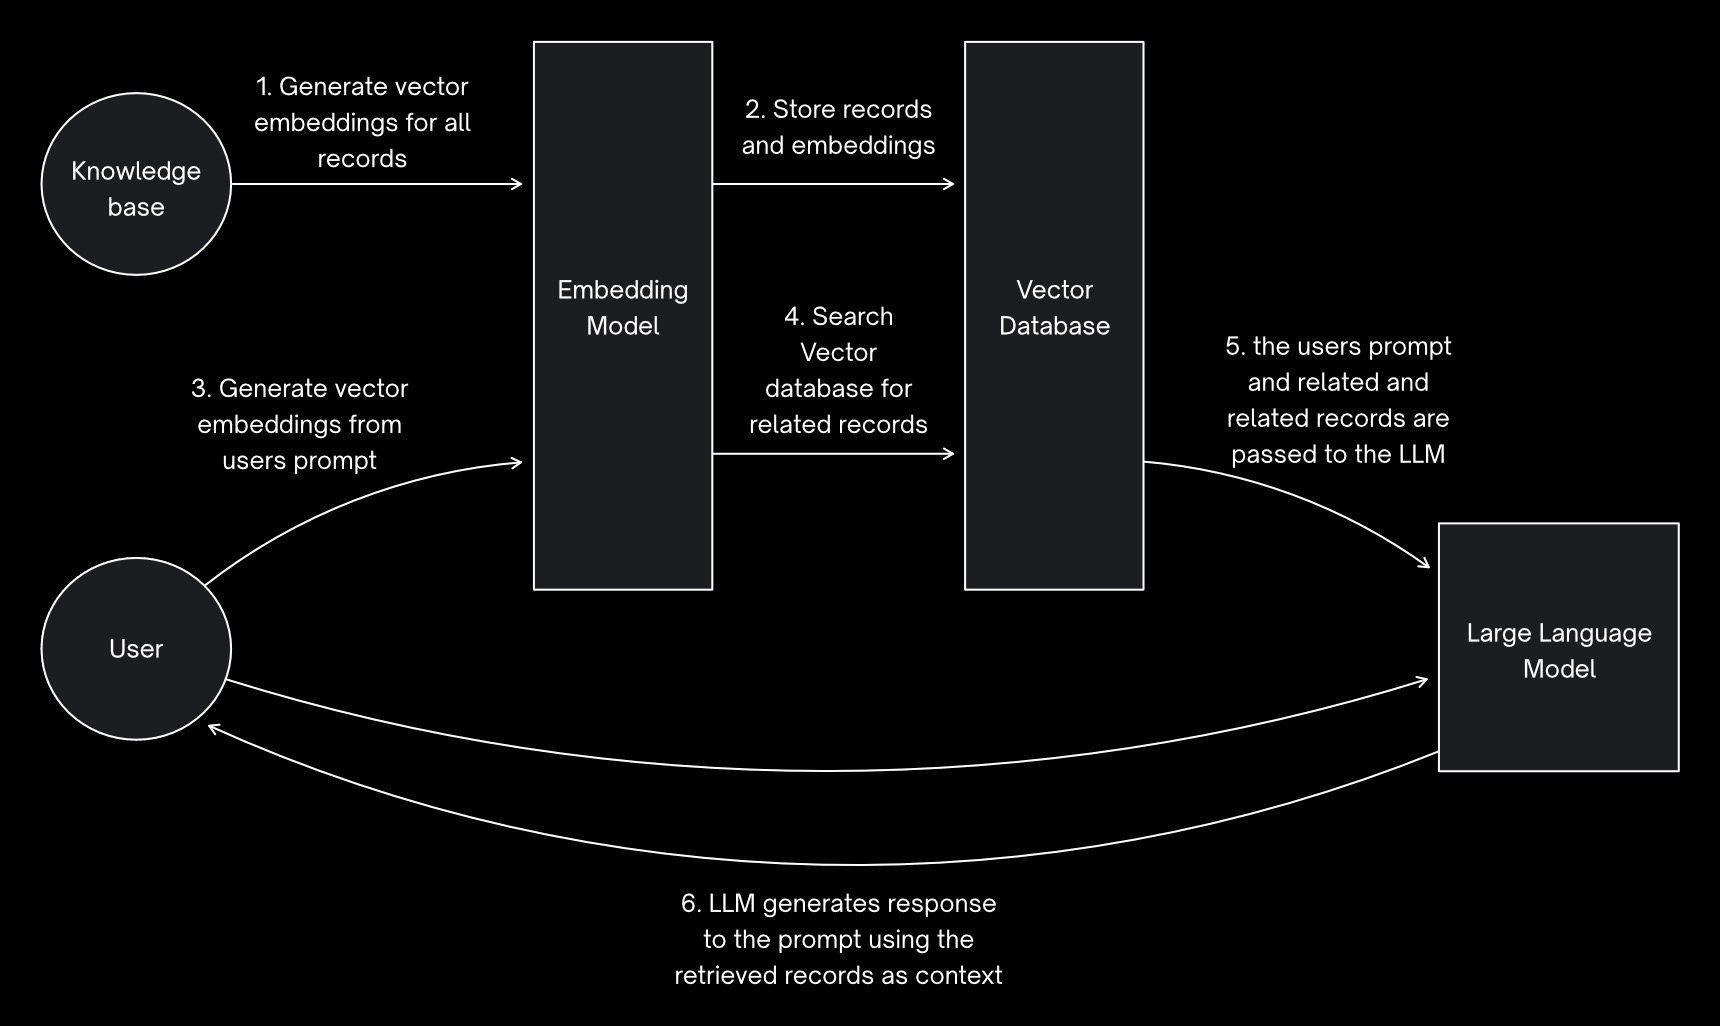 1. Generate vector
embeddings for all
records
Knowledge
base
2. Store records
and embeddings
Embedding
Model
Vector
Database
3. Generate vector
embeddings from
users prompt
4. Search
Vector
database for
related records
5. the users prompt
and related and
related records are
passed to the LLM
User
Large Language
Model
6. LLM generates response
to the prompt using the
retrieved records as context